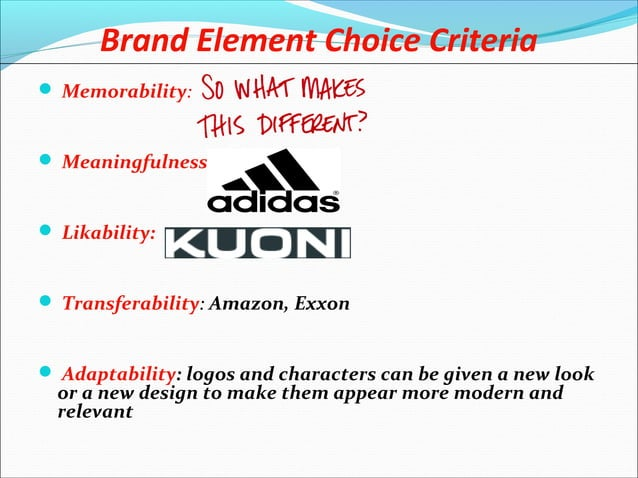 Brand Element Choice Criteria
Memorability: SO WHAT MAKES
THIS DIFFERENT?
Meaningfulness
adidas®
Likability: KUONI
Transferability: Amazon, Exxon
Adaptability: logos and characters can be given a new look
or a new design to make them appear more modern and
relevant